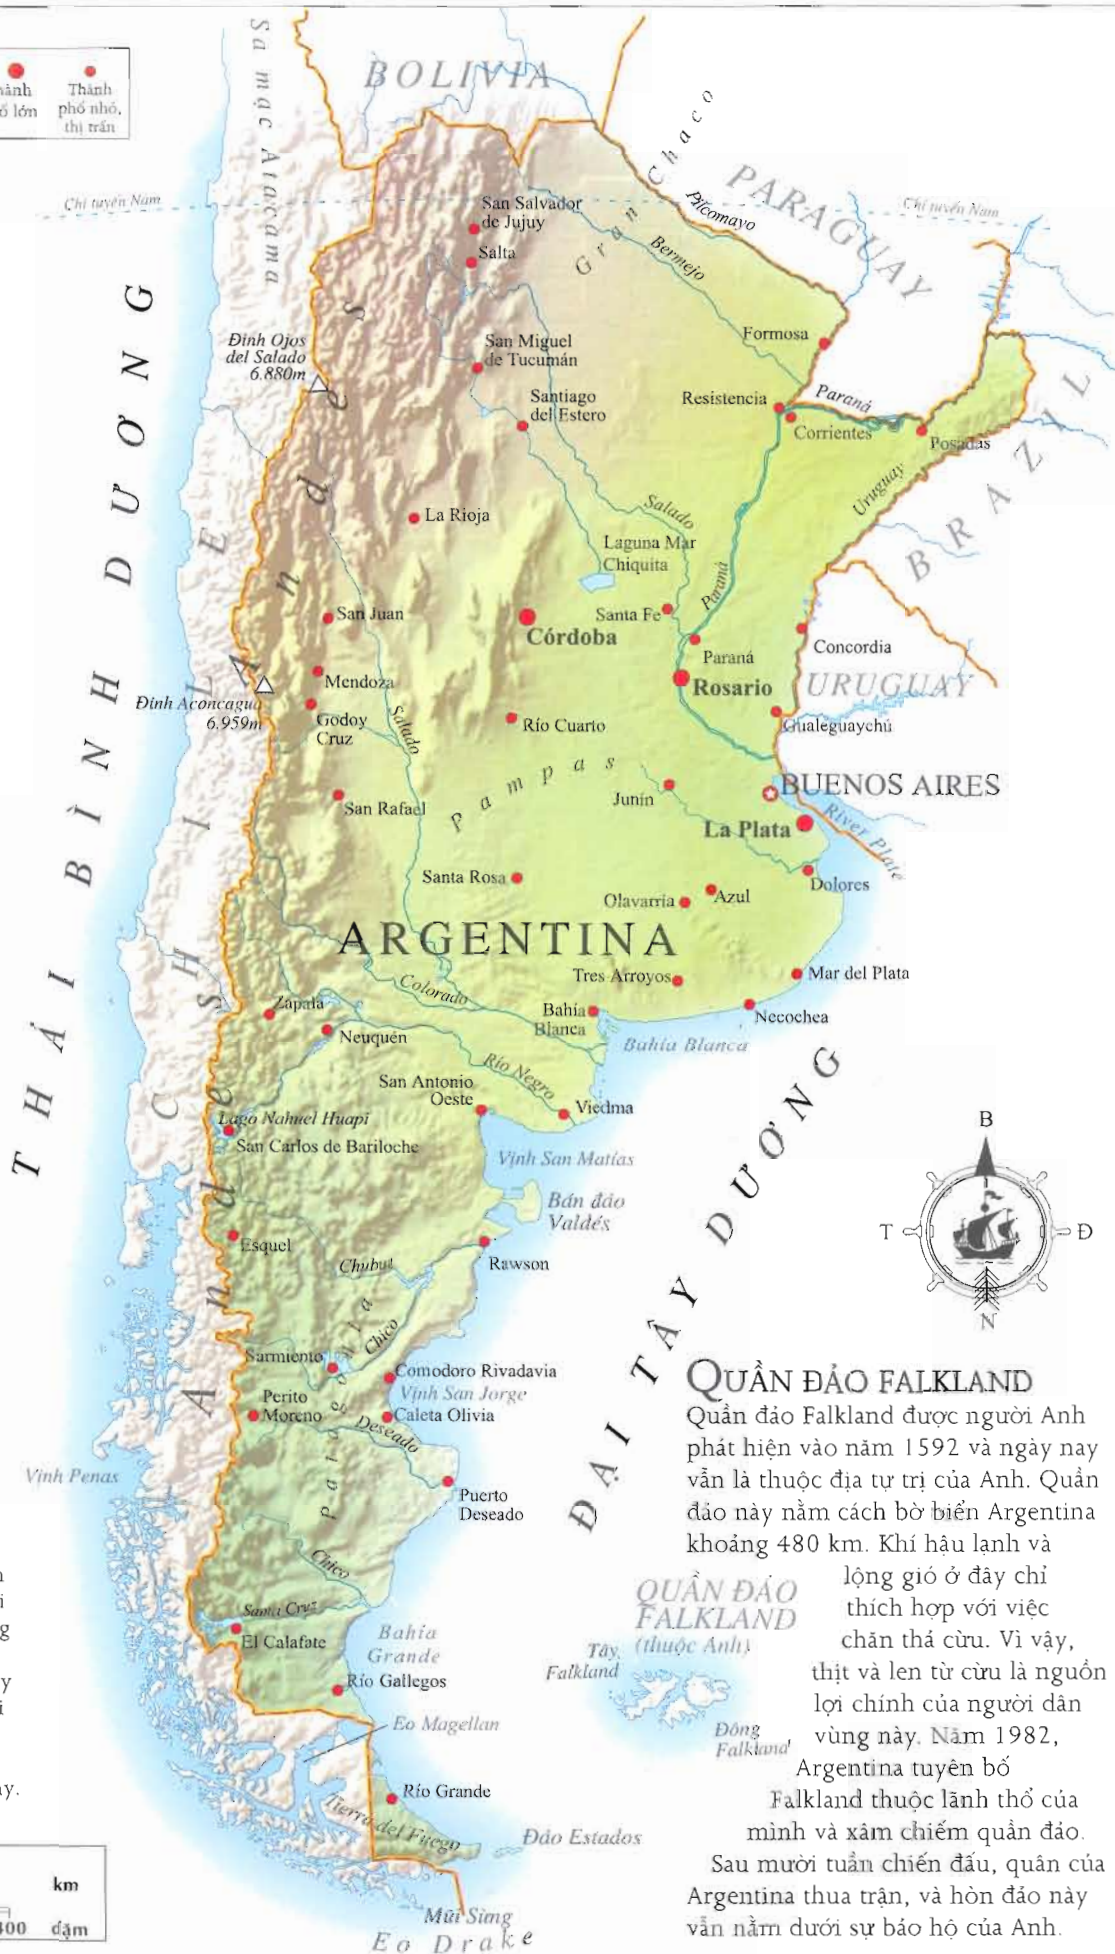 Thành
phố nhỏ,
thị trấn
BOLIVIA
Sa mạc Atacama
Gran Chaco
PARAGUAY
Chí tuyến Nam
Chí tuyến Nam
Pilcomayo
Bermejo
San Salvador
de Jujuy
Salta
Đỉnh Ojos
del Salado
6.880m
San Miguel
de Tucumán
Formosa
Santiago
del Estero
Resistencia
Paraná
Corrientes
Posadas
BRAZIL
Uruguay
La Rioja
Salado
Laguna Mar
Chiquita
Paraná
San Juan
Córdoba
Santa Fe
Paraná
Concordia
Mendoza
Rosario
URUGUAY
Đỉnh Aconcagua
6.959m
Godoy
Cruz
Salado
Río Cuarto
Gualeguaychú
Pampas
Junín
BUENOS AIRES
San Rafael
La Plata
River Plate
Santa Rosa
Dolores
Olavarría
Azul
ARGENTINA
THÁI BÌNH DƯƠNG
CHI LÊ
Andes
Andes
Tres Arroyos
Mar del Plata
Colorado
Bahía
Blanca
Necochea
Zapala
Neuquén
Bahía Blanca
Río Negro
San Antonio
Oeste
Viedma
Lago Nahuel Huapí
San Carlos de Bariloche
Vịnh San Matías
Bán đảo
Valdés
ĐẠI TÂY DƯƠNG
B
T
Đ
N
Esquel
Chubut
Rawson
Chico
Sarmiento
Comodoro Rivadavia
Vịnh San Jorge
Perito
Moreno
Caleta Olivia
Deseado
Patagonia
Vịnh Penas
Puerto
Deseado
Chico
Santa Cruz
El Calafate
Bahía
Grande
Río Gallegos
Eo Magellan
Río Grande
Tierra del Fuego
Đảo Estados
Mũi Sừng
Eo Drake
QUẦN ĐẢO FALKLAND
Quần đảo Falkland được người Anh
phát hiện vào năm 1592 và ngày nay
vẫn là thuộc địa tự trị của Anh. Quần
đảo này nằm cách bờ biển Argentina
khoảng 480 km. Khí hậu lạnh và
lộng gió ở đây chỉ
thích hợp với việc
chăn thả cừu. Vì vậy,
thịt và len từ cừu là nguồn
lợi chính của người dân
vùng này. Năm 1982,
Argentina tuyên bố
Falkland thuộc lãnh thổ của
mình và xâm chiếm quần đảo.
Sau mười tuần chiến đấu, quân của
Argentina thua trận, và hòn đảo này
vẫn nằm dưới sự bảo hộ của Anh.
QUẦN ĐẢO
FALKLAND
(thuộc Anh)
Tây
Falkland
Đông
Falkland
km
dặm